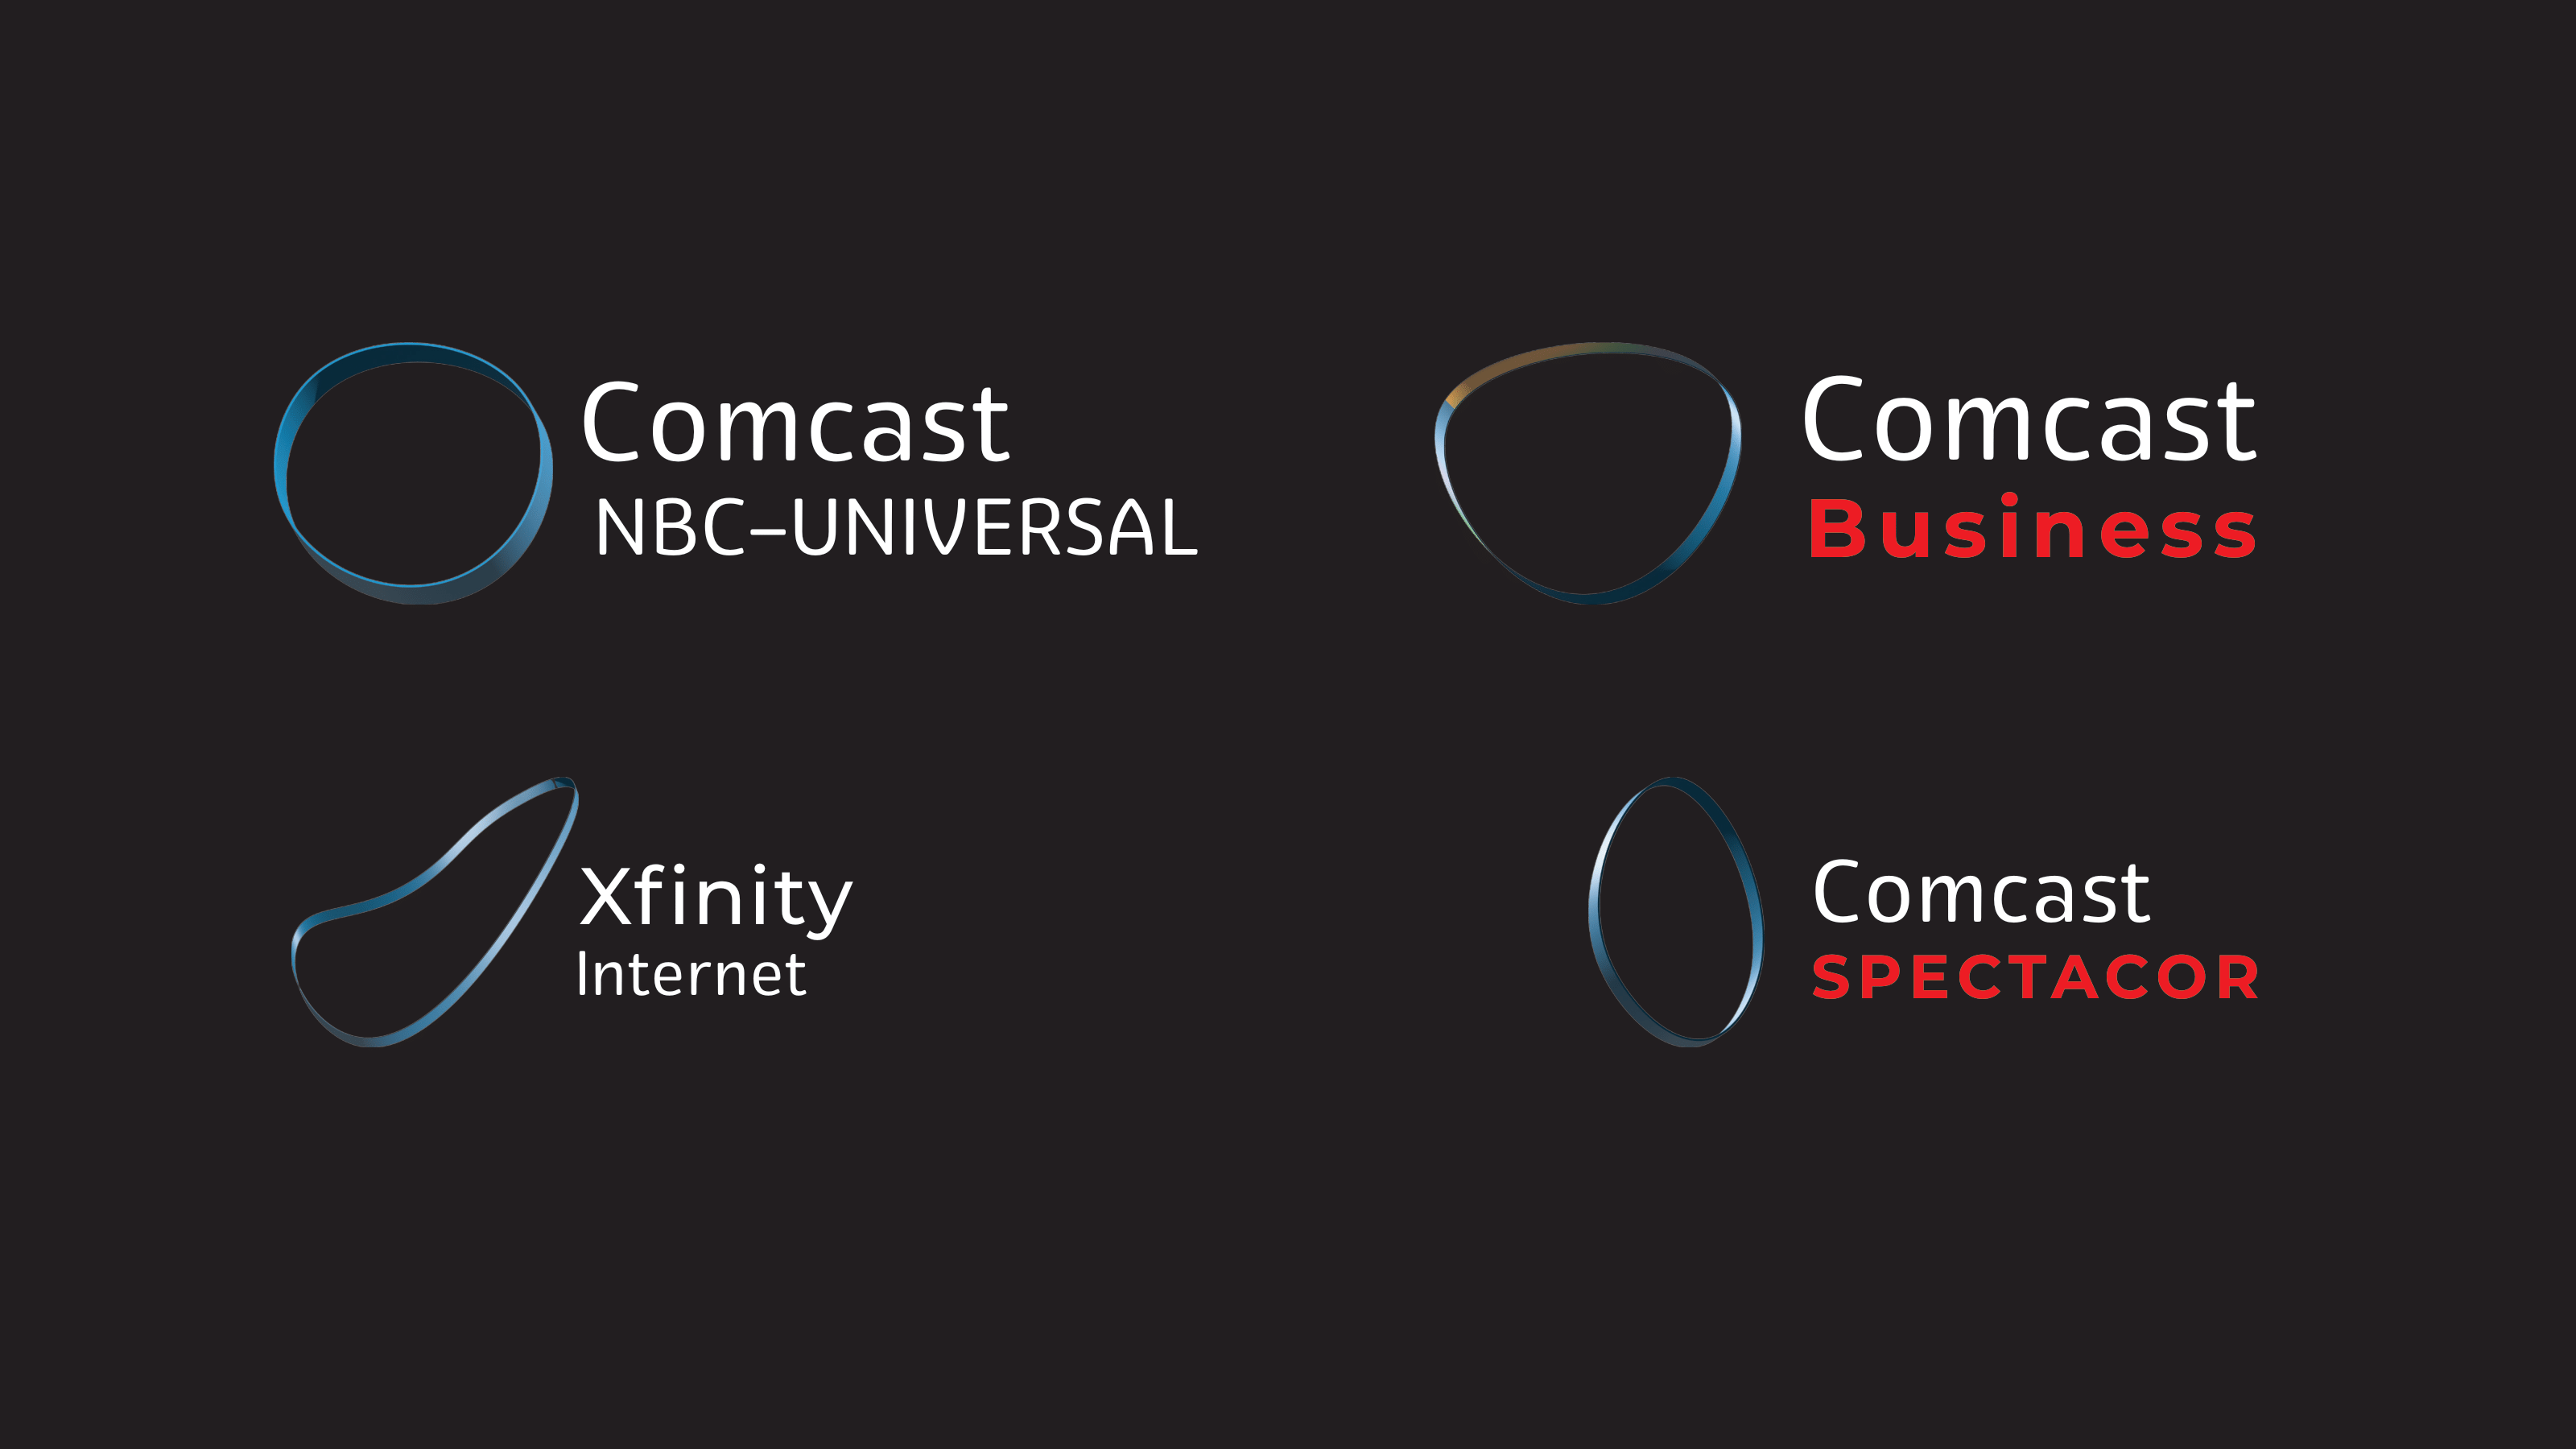 Comcast
NBC–UNIVERSAL
Comcast
Business
Xfinity
Internet
Comcast
SPECTACOR